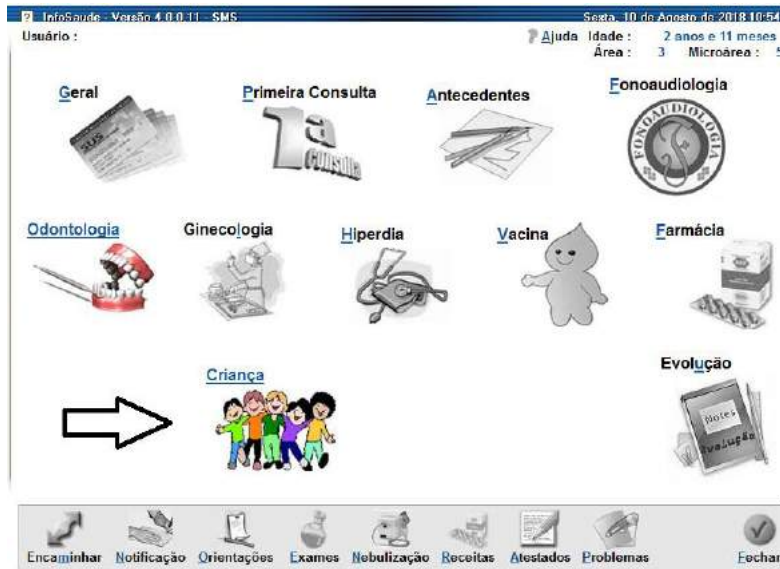 InfoSaude - Versão 4.0.0.11 - SMS
Sexta, 10 de Agosto de 2018 10:54
Usuário :
Ajuda
Idade : 2 anos e 11 meses
Área : 3 Microárea : 5
Geral
Primeira Consulta
Antecedentes
Fonoaudiologia
SUS
1a
consulta
FONOAUDIOLOGIA
Odontologia
Ginecologia
Hiperdia
Vacina
Farmácia
Criança
Evolução
Notes
Evolução
Encaminhar
Notificação
Orientações
Exames
Nebulização
Receitas
Atestados
Problemas
Fechar